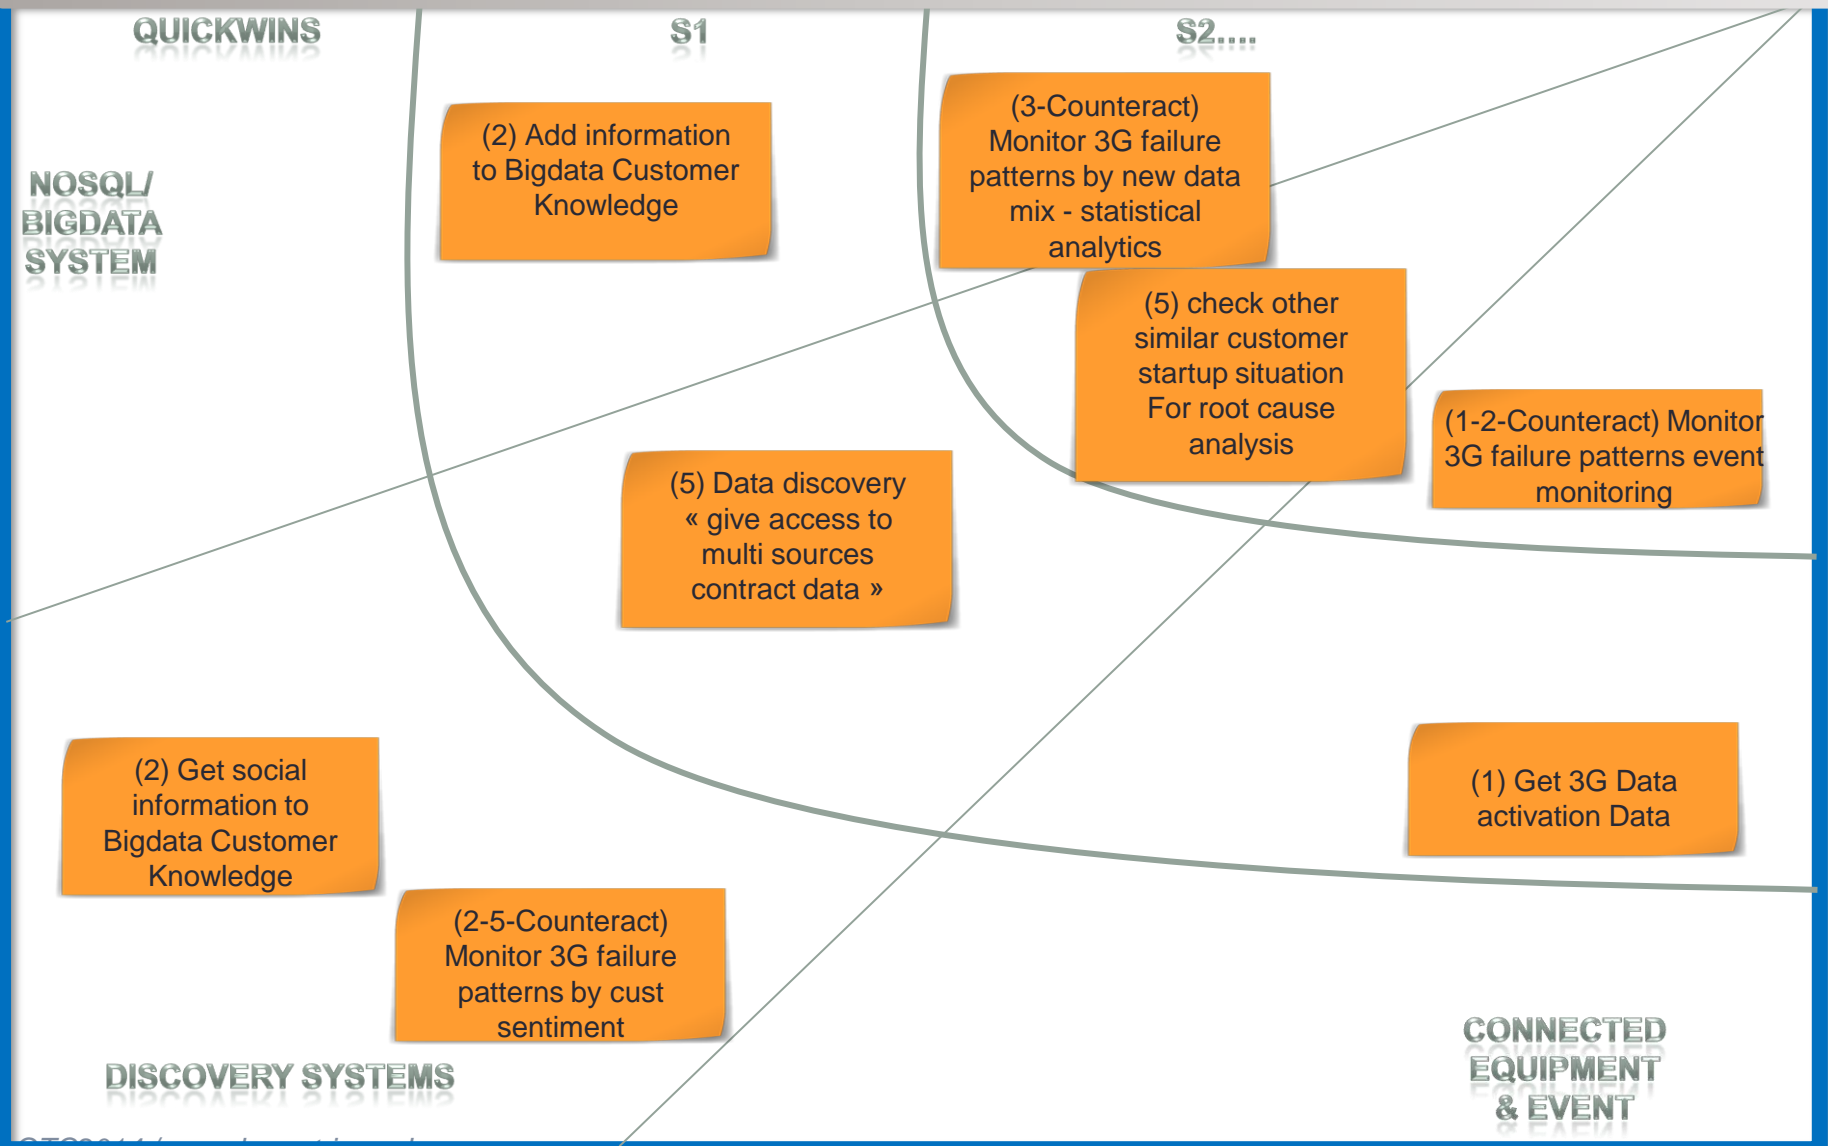 QUICKWINS
S1
S2....
NOSQL/
BIGDATA
SYSTEM
(2) Add information
to Bigdata Customer
Knowledge
(3-Counteract)
Monitor 3G failure
patterns by new data
mix - statistical
analytics
(5) check other
similar customer
startup situation
For root cause
analysis
(1-2-Counteract) Monitor
3G failure patterns event
monitoring
(5) Data discovery
« give access to
multi sources
contract data »
(2) Get social
information to
Bigdata Customer
Knowledge
(1) Get 3G Data
activation Data
(2-5-Counteract)
Monitor 3G failure
patterns by cust
sentiment
DISCOVERY SYSTEMS
CONNECTED
EQUIPMENT
& EVENT